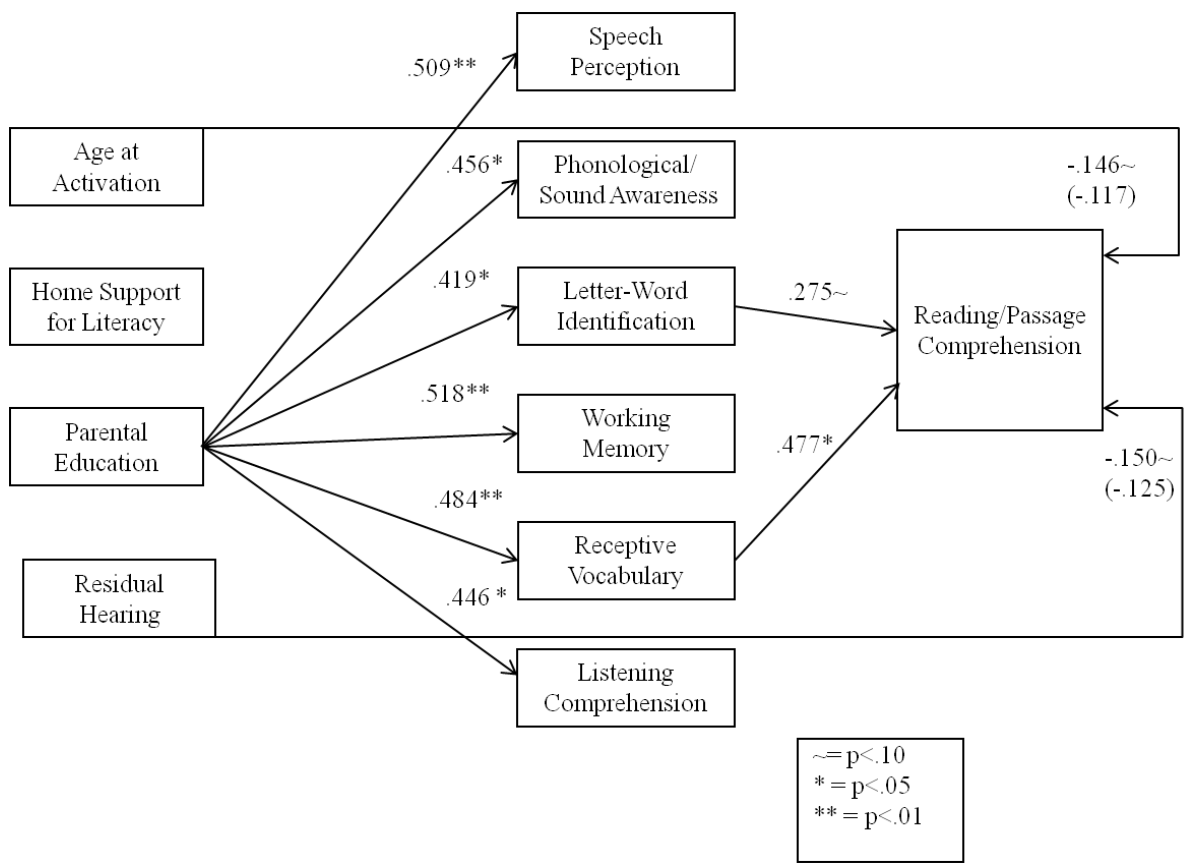 Speech
Perception
.509**
Age at
Activation
.456*
Phonological/
Sound Awareness
-.146~
(-.117)
Home Support
for Literacy
.419*
Letter-Word
Identification
.275~
Reading/Passage
Comprehension
Parental
Education
.518**
Working
Memory
.477*
-.150~
(-.125)
.484**
Receptive
Vocabulary
Residual
Hearing
.446 *
Listening
Comprehension
~= p<.10
* = p<.05
** = p<.01